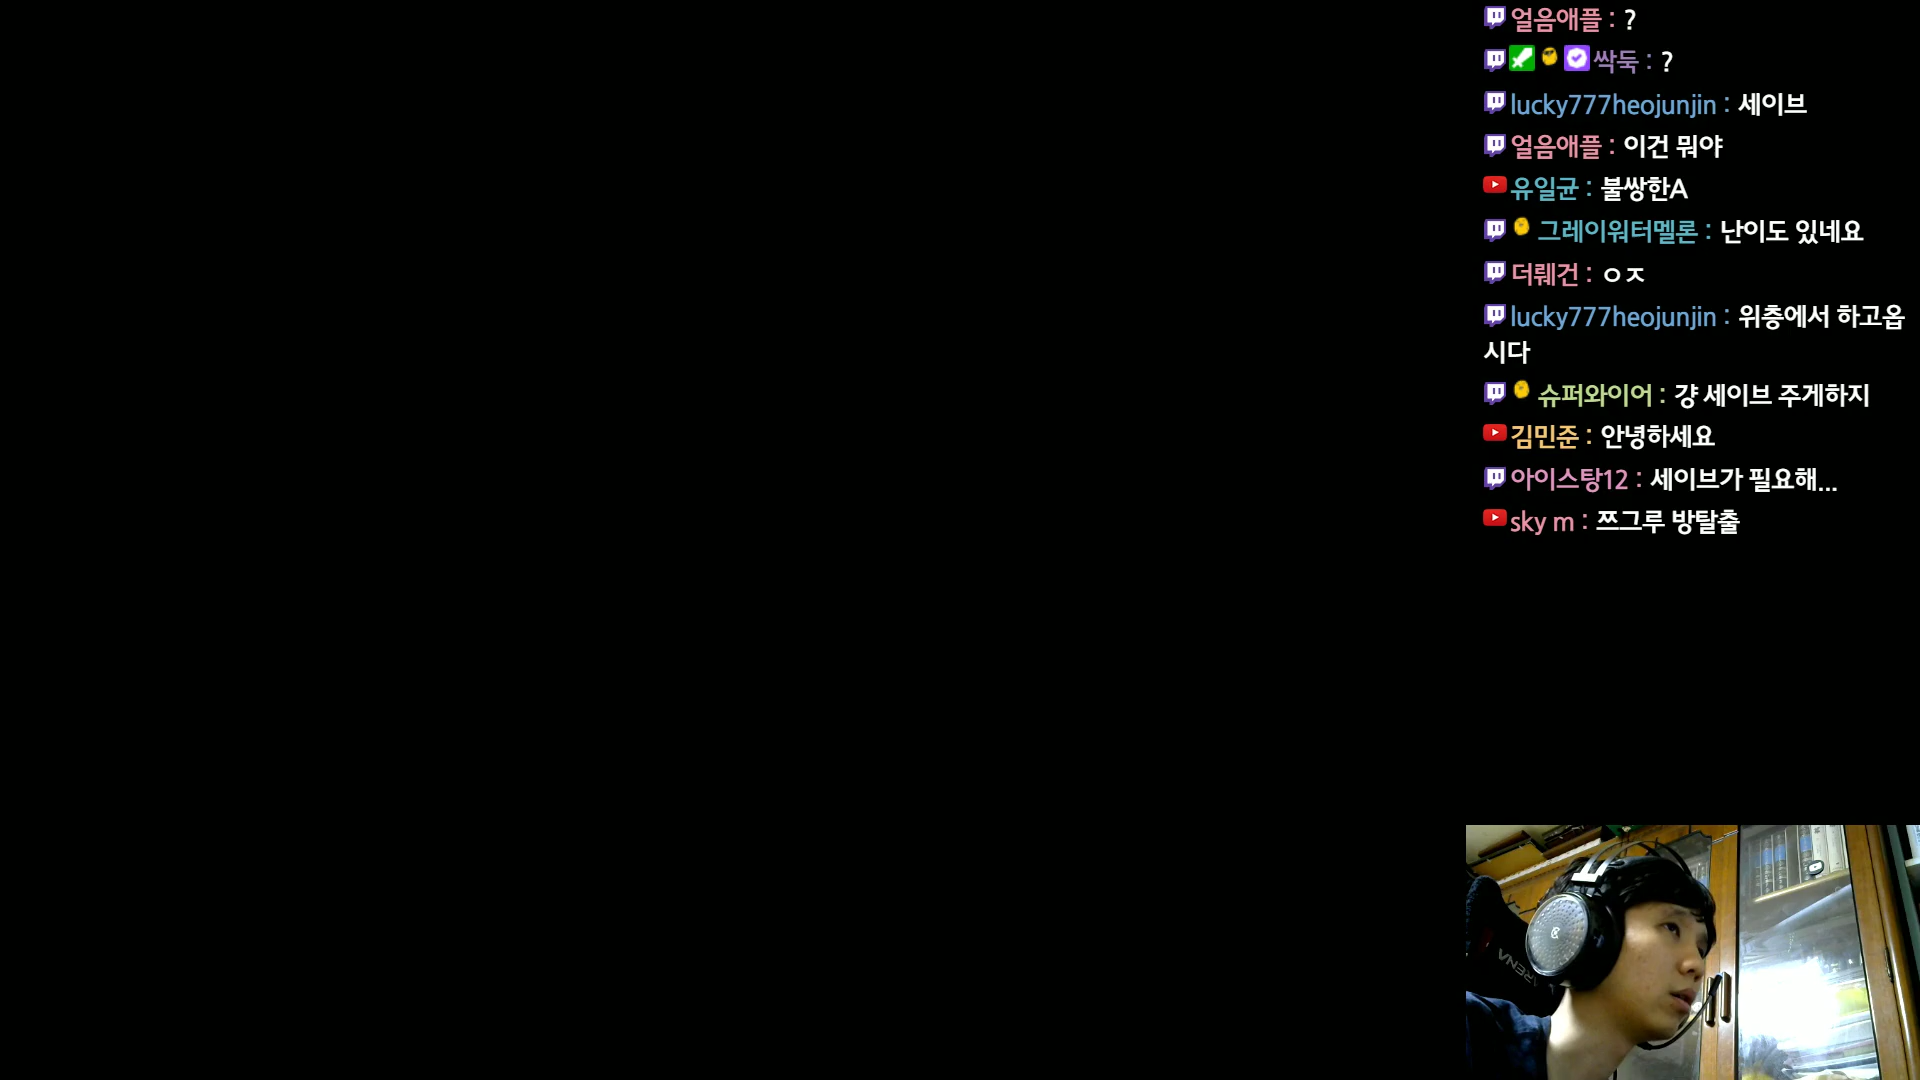 얼음애플 : ?
싹둑 : ?
lucky777heojunjin : 세이브
얼음애플 : 이건 뭐야
유일균 : 불쌍한A
그레이워터멜론 : 난이도 있네요
더뤠건 : ㅇㅈ
lucky777heojunjin : 위층에서 하고옵
시다
슈퍼와이어 : 걍 세이브 주게하지
김민준 : 안녕하세요
아이스탕12 : 세이브가 필요해...
sky m : 쯔그루 방탈출